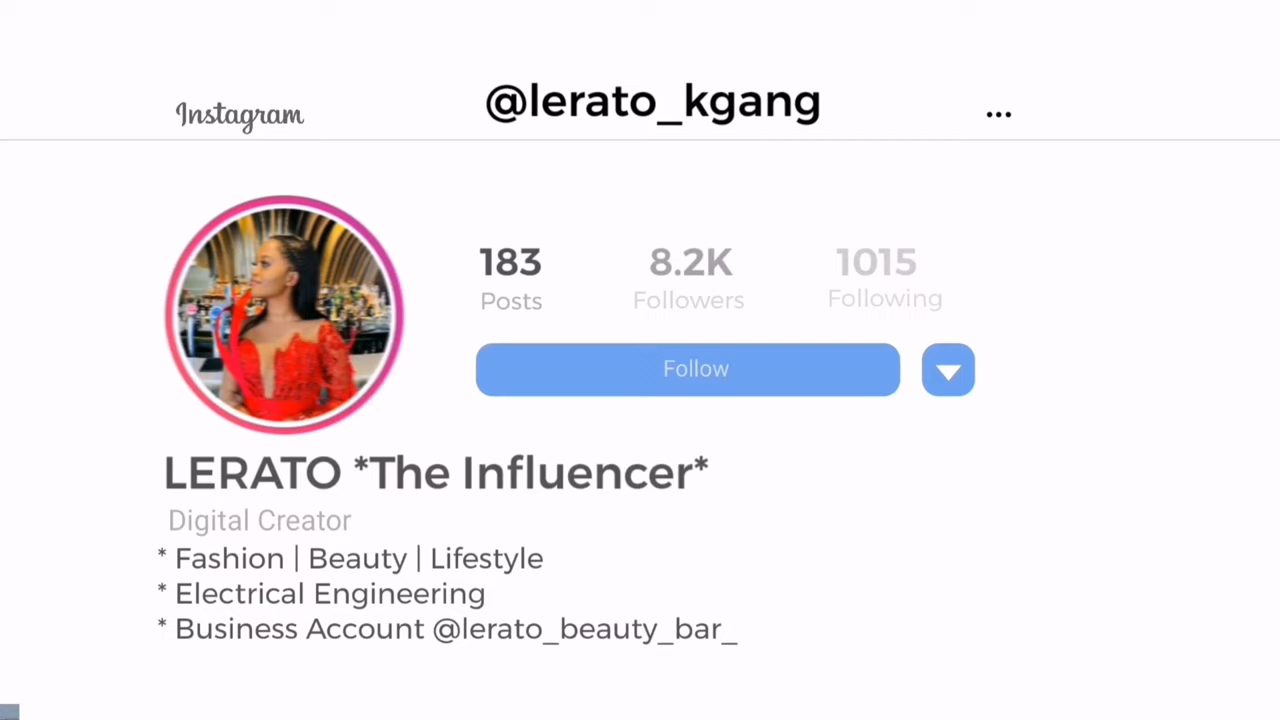 Instagram @lerato_kgang ...
183 8.2K 1015
Posts Followers Following
Follow
LERATO *The Influencer*
Digital Creator
* Fashion | Beauty | Lifestyle
* Electrical Engineering
* Business Account @lerato_beauty_bar_